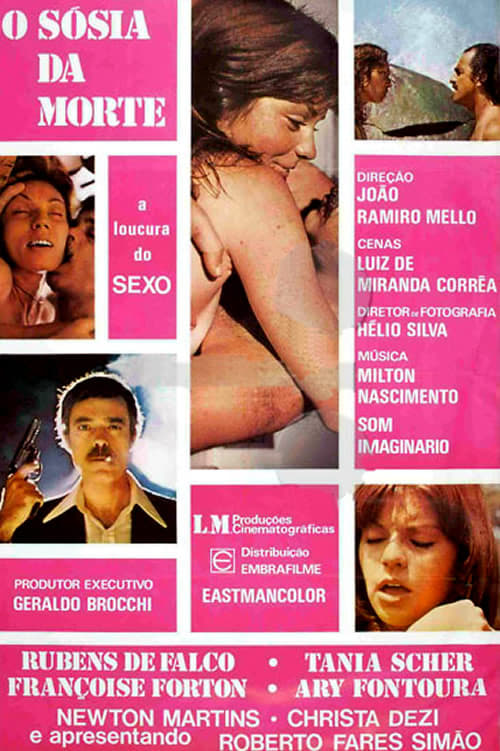 O SÓSIA
DA
MORTE
a
loucura
do
SEXO
DIREÇÃO
JOÃO
RAMIRO MELLO
CENAS
LUIZ DE
MIRANDA CORRÊA
DIRETOR DE FOTOGRAFIA
HÉLIO SILVA
MÚSICA
MILTON
NASCIMENTO
SOM
IMAGINARIO
L.M Produções
Cinematográficas
Distribuição
EMBRAFILME
EASTMANCOLOR
PRODUTOR EXECUTIVO
GERALDO BROCCHI
RUBENS DE FALCO • TANIA SCHER
FRANÇOISE FORTON • ARY FONTOURA
NEWTON MARTINS • CHRISTA DEZI
e apresentando ROBERTO FARES SIMÃO